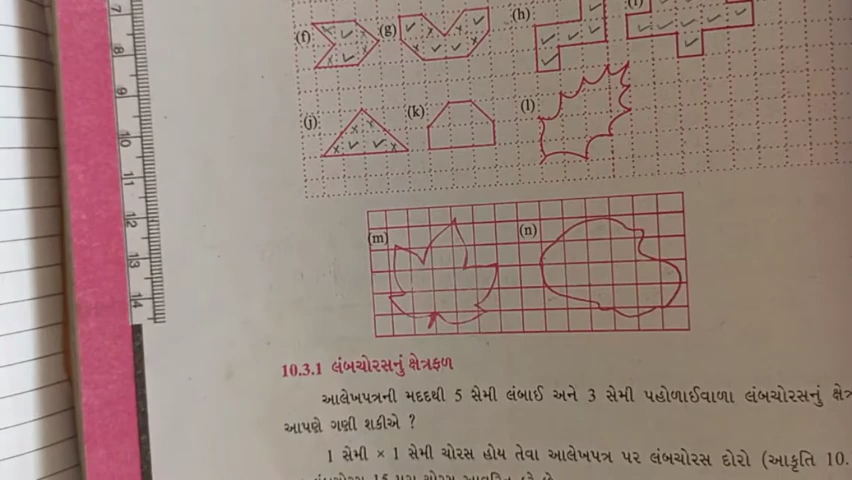 (f) (g) (h) (i)
(j) (k) (l)
(m) (n)
7
8
9
10
11
12
13
14
10.3.1 લંબચોરસનું ક્ષેત્રફળ
આલેખપત્રની મદદથી 5 સેમી લંબાઈ અને 3 સેમી પહોળાઈવાળા લંબચોરસનું
આપણે ગણી શકીએ ?
1 સેમી × 1 સેમી ચોરસ હોય તેવા આલેખપત્ર પર લંબચોરસ દોરો (આકૃતિ 10.